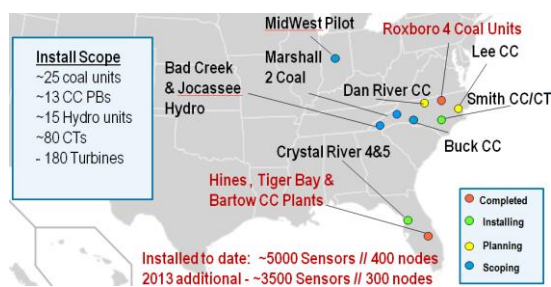 Install Scope
~25 coal units
~13 CC PBs
~15 Hydro units
~80 CTs
- 180 Turbines
MidWest Pilot
Roxboro 4 Coal Units
Bad Creek
& Jocassee
Hydro
Marshall
2 Coal
Lee CC
Dan River CC
Smith CC/CT
Buck CC
Crystal River 4&5
Hines, Tiger Bay &
Bartow CC Plants
Completed
Installing
Planning
Scoping
Installed to date: ~5000 Sensors // 400 nodes
2013 additional - ~3500 Sensors // 300 nodes